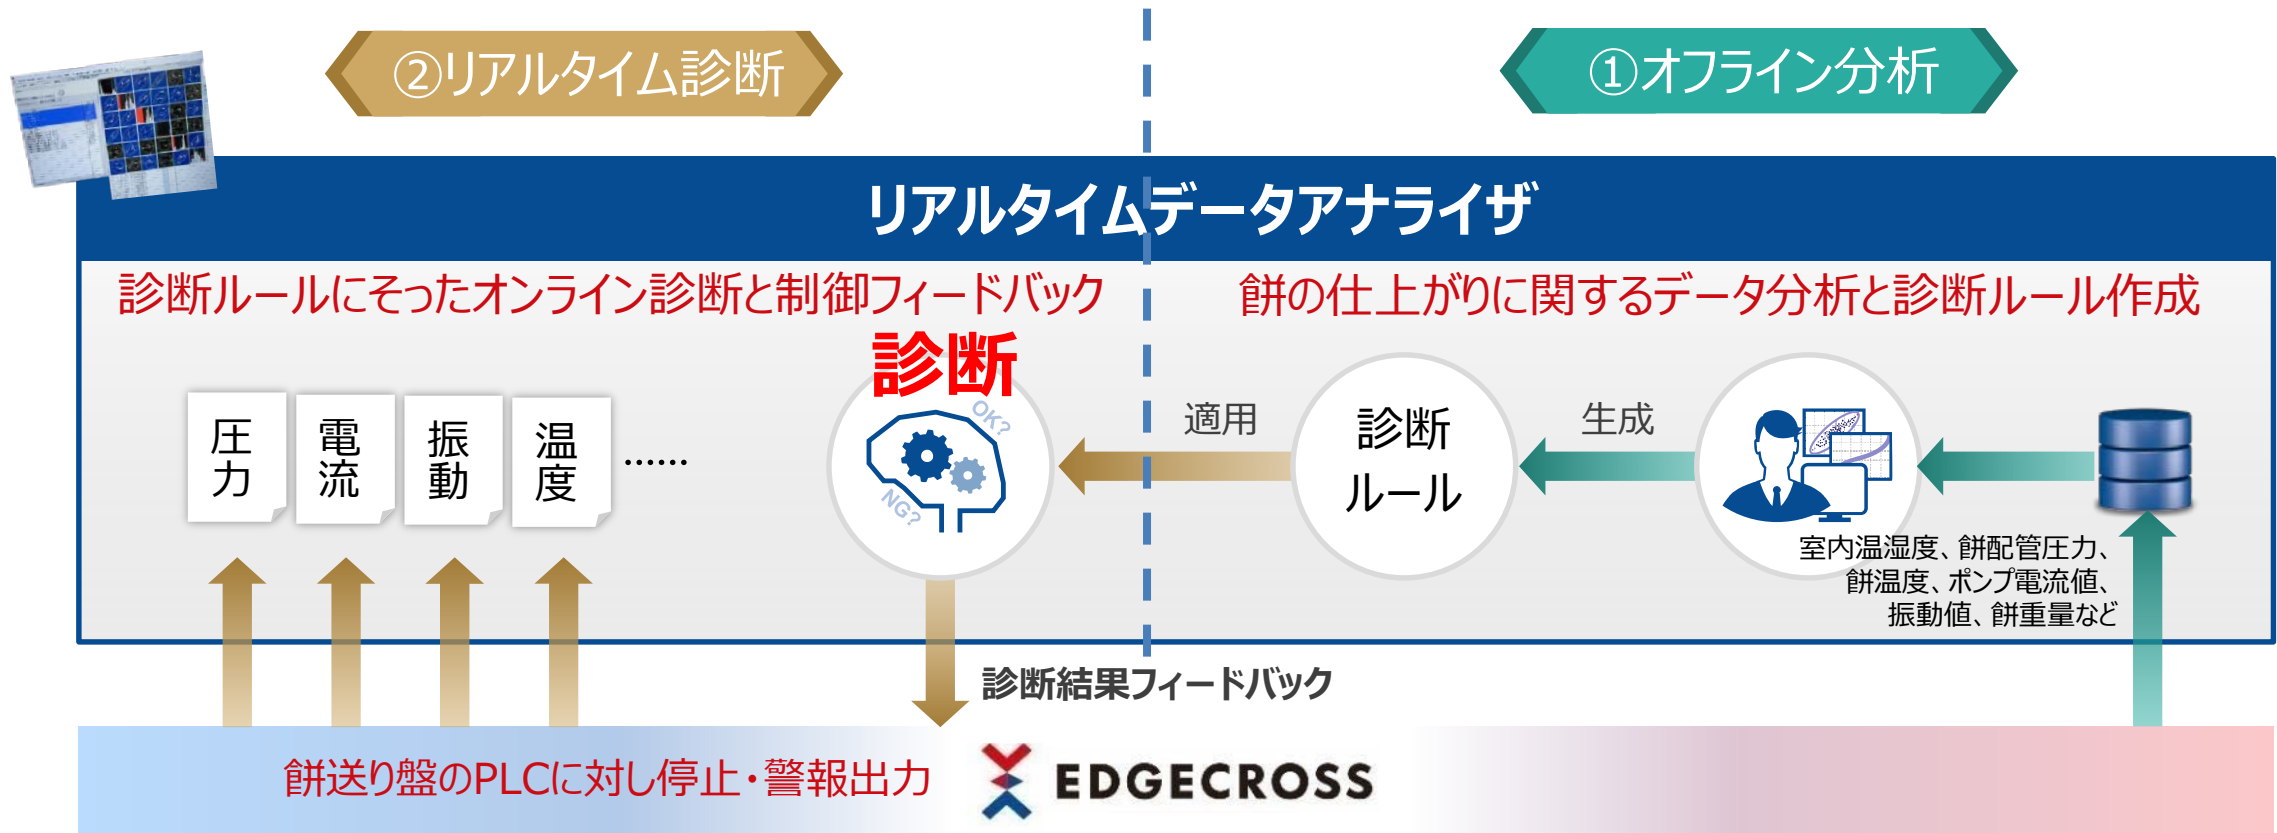 ②リアルタイム診断
①オフライン分析
リアルタイムデータアナライザ
診断ルールにそったオンライン診断と制御フィードバック
餅の仕上がりに関するデータ分析と診断ルール作成
診断
圧力
電流
振動
温度
……
OK?
NG?
適用
診断
ルール
生成
室内温湿度、餅配管圧力、
餅温度、ポンプ電流値、
振動値、餅重量など
診断結果フィードバック
餅送り盤のPLCに対し停止・警報出力
EDGECROSS